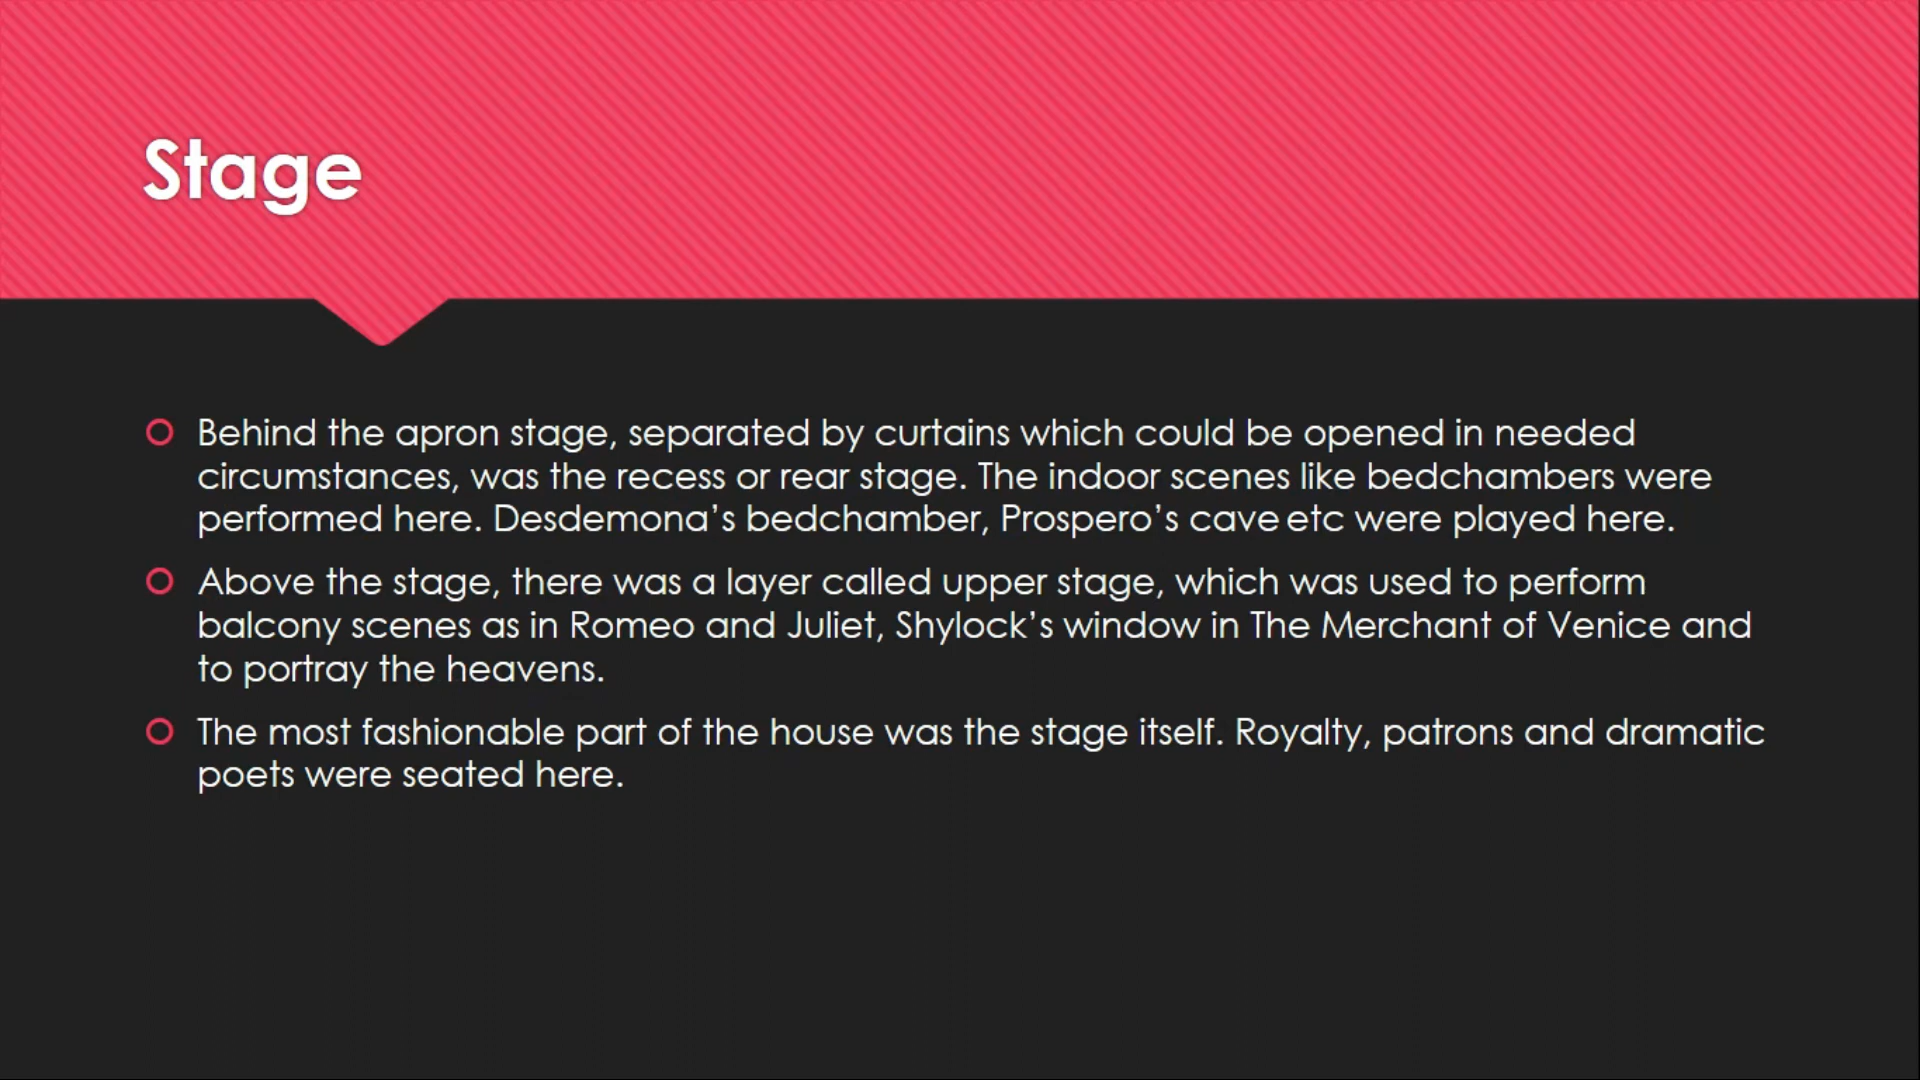 Stage
Behind the apron stage, separated by curtains which could be opened in needed
circumstances, was the recess or rear stage. The indoor scenes like bedchambers were
performed here. Desdemona’s bedchamber, Prospero’s cave etc were played here.
Above the stage, there was a layer called upper stage, which was used to perform
balcony scenes as in Romeo and Juliet, Shylock’s window in The Merchant of Venice and
to portray the heavens.
The most fashionable part of the house was the stage itself. Royalty, patrons and dramatic
poets were seated here.